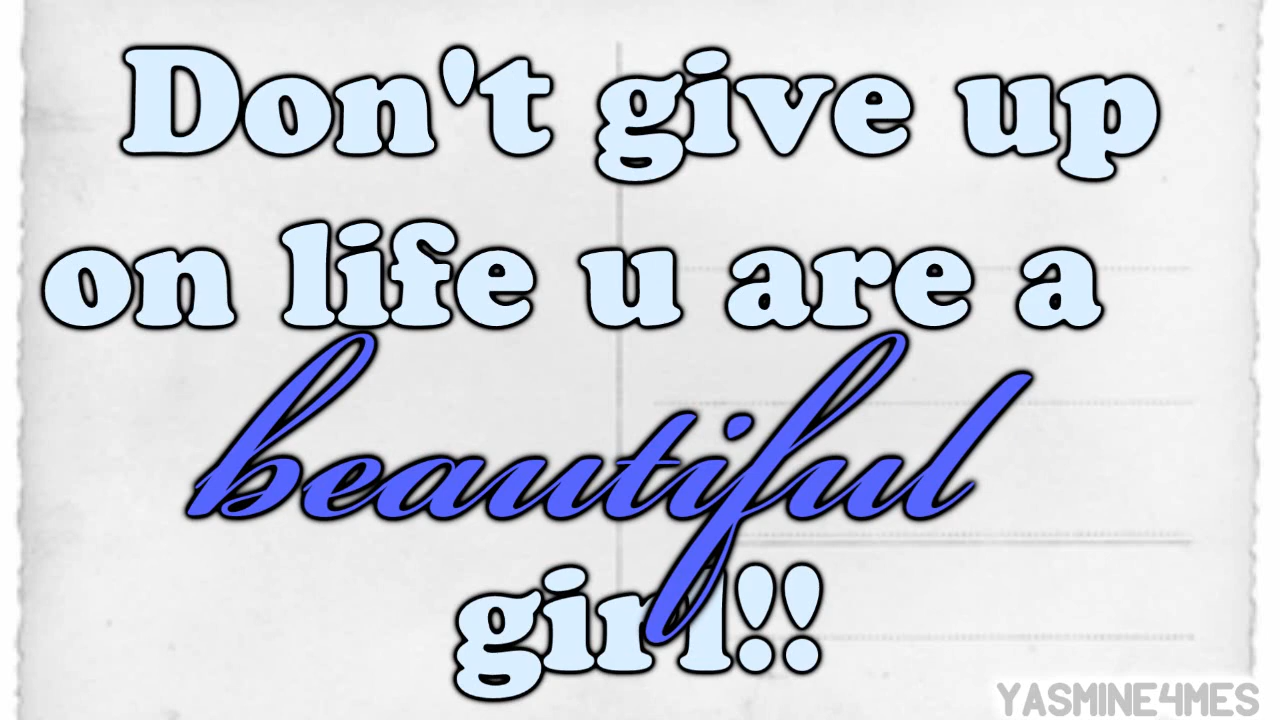 Don't give up
on life u are a
beautiful
girl!!
YASMINE4MES